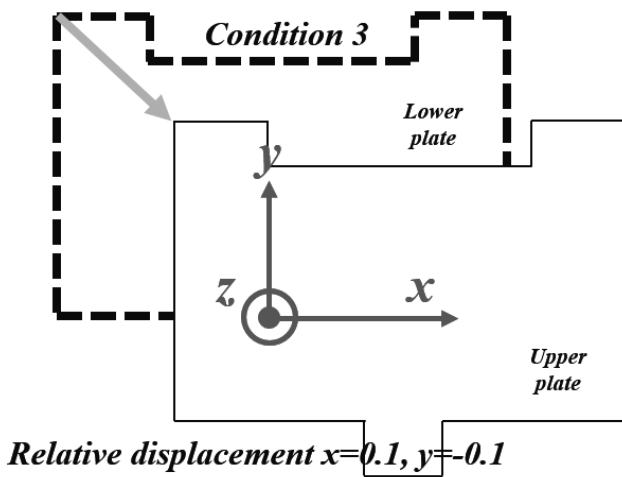 Condition 3
Lower
plate
y
z
x
Upper
plate
Relative displacement x=0.1, y=-0.1